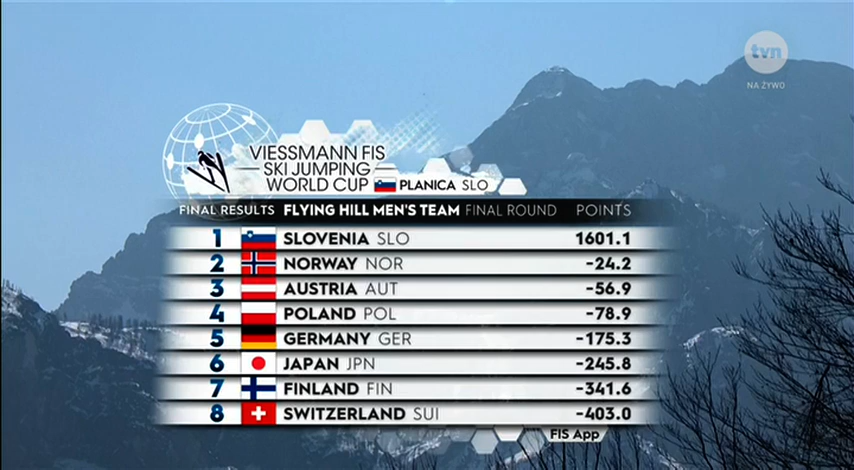 tvn
NA ŻYWO
VIESSMANN FIS
SKI JUMPING
WORLD CUP PLANICA SLO
FINAL RESULTS FLYING HILL MEN'S TEAM FINAL ROUND POINTS
1 SLOVENIA SLO 1601.1
2 NORWAY NOR -24.2
3 AUSTRIA AUT -56.9
4 POLAND POL -78.9
5 GERMANY GER -175.3
6 JAPAN JPN -245.8
7 FINLAND FIN -341.6
8 SWITZERLAND SUI -403.0
FIS App